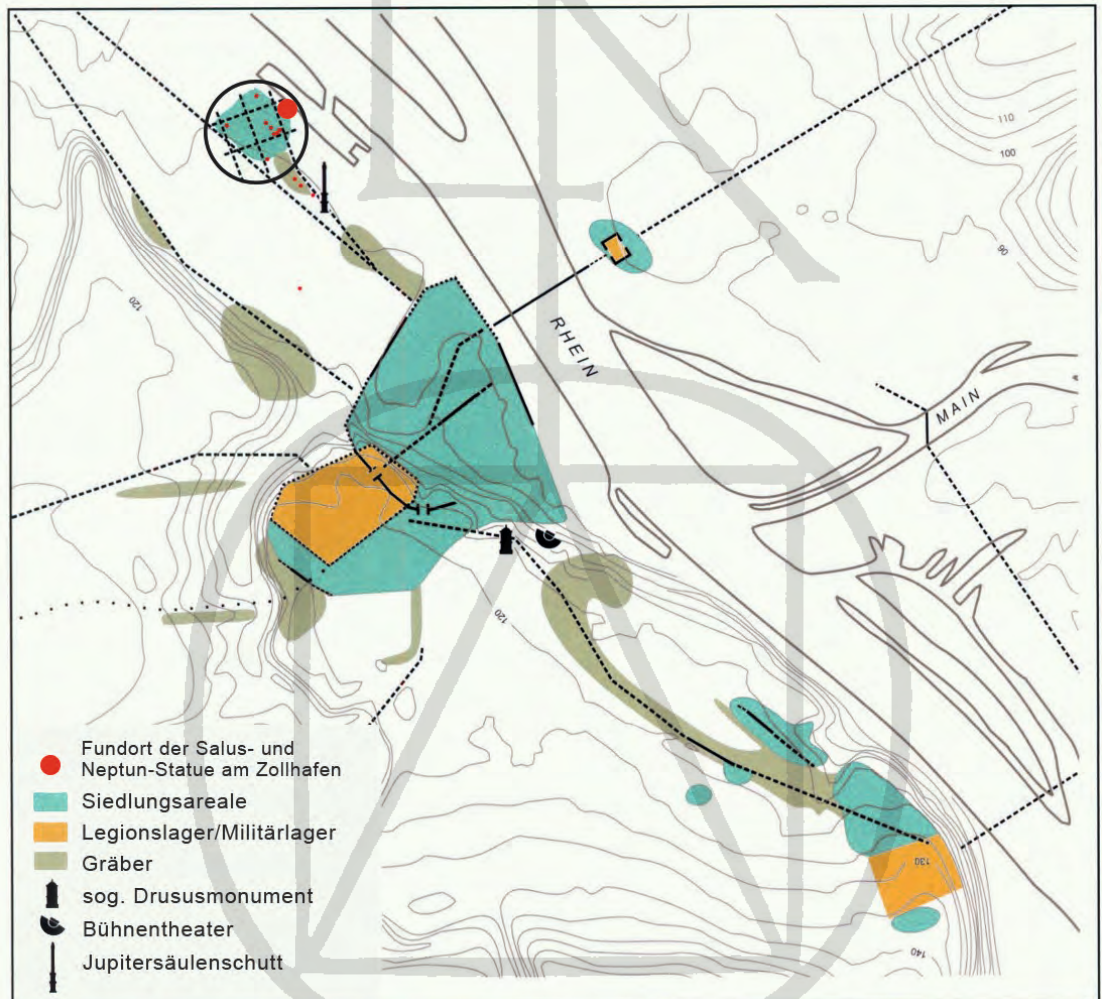 110
100
90
120
RHEIN
MAIN
120
130
140
Fundort der Salus- und
Neptun-Statue am Zollhafen
Siedlungsareale
Legionslager/Militärlager
Gräber
sog. Drususmonument
Bühnentheater
Jupitersäulenschutt